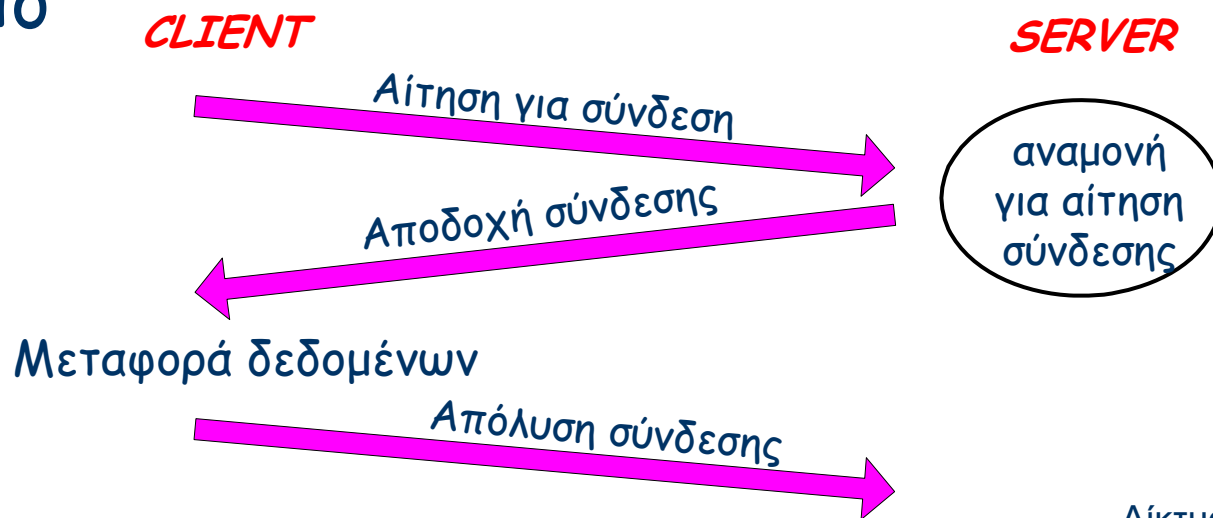 CLIENT
SERVER
Αίτηση για σύνδεση
αναμονή
για αίτηση
σύνδεσης
Αποδοχή σύνδεσης
Μεταφορά δεδομένων
Απόλυση σύνδεσης